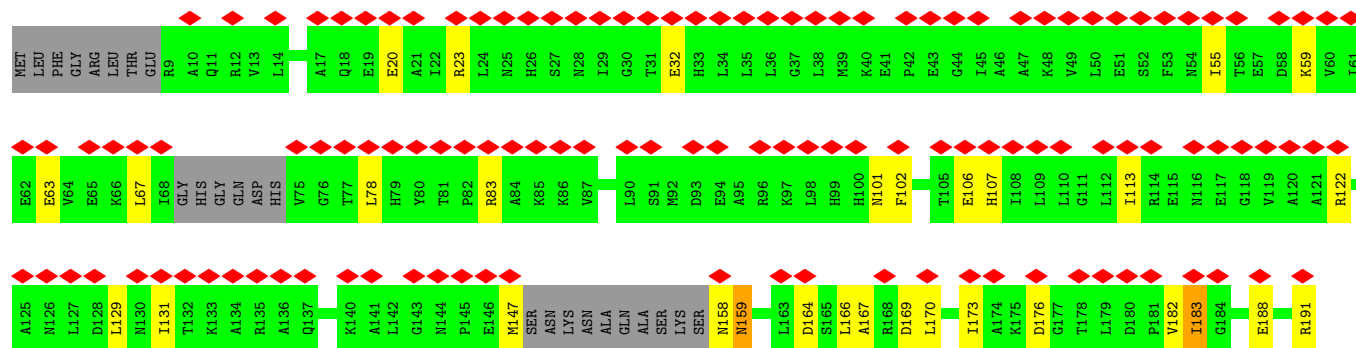 MET LEU PHE GLY ARG LEU THR GLU R9 A10 Q11 R12 V13 L14 A17 Q18 E19 E20 A21 I22 R23 L24 N25 H26 S27 N28 I29 G30 T31 E32 H33 L34 L35 L36 G37 L38 M39 K40 E41 P42 E43 G44 I45 A46 A47 K48 V49 L50 E51 S52 F53 N54 I55 T56 E57 D58 K59 V60 I61
E62 E63 V64 E65 K66 L67 I68 GLY HIS GLY GLN ASP HIS V75 G76 T77 L78 H79 Y80 T81 P82 R83 A84 K85 K86 V87 L90 S91 M92 D93 E94 A95 R96 K97 L98 H99 H100 N101 F102 T105 E106 H107 I108 L109 L110 G111 L112 I113 R114 E115 N116 E117 G118 V119 A120 A121 R122
A125 N126 L127 D128 L129 N130 I131 T132 K133 A134 R135 A136 Q137 K140 A141 L142 G143 N144 P145 E146 M147 SER ASN LYS ASN ALA GLN ALA SER LYS SER N158 N159 L163 D164 S165 L166 A167 R168 D169 L170 I173 A174 K175 D176 G177 T178 L179 D180 P181 V182 I183 G184 E188 R191